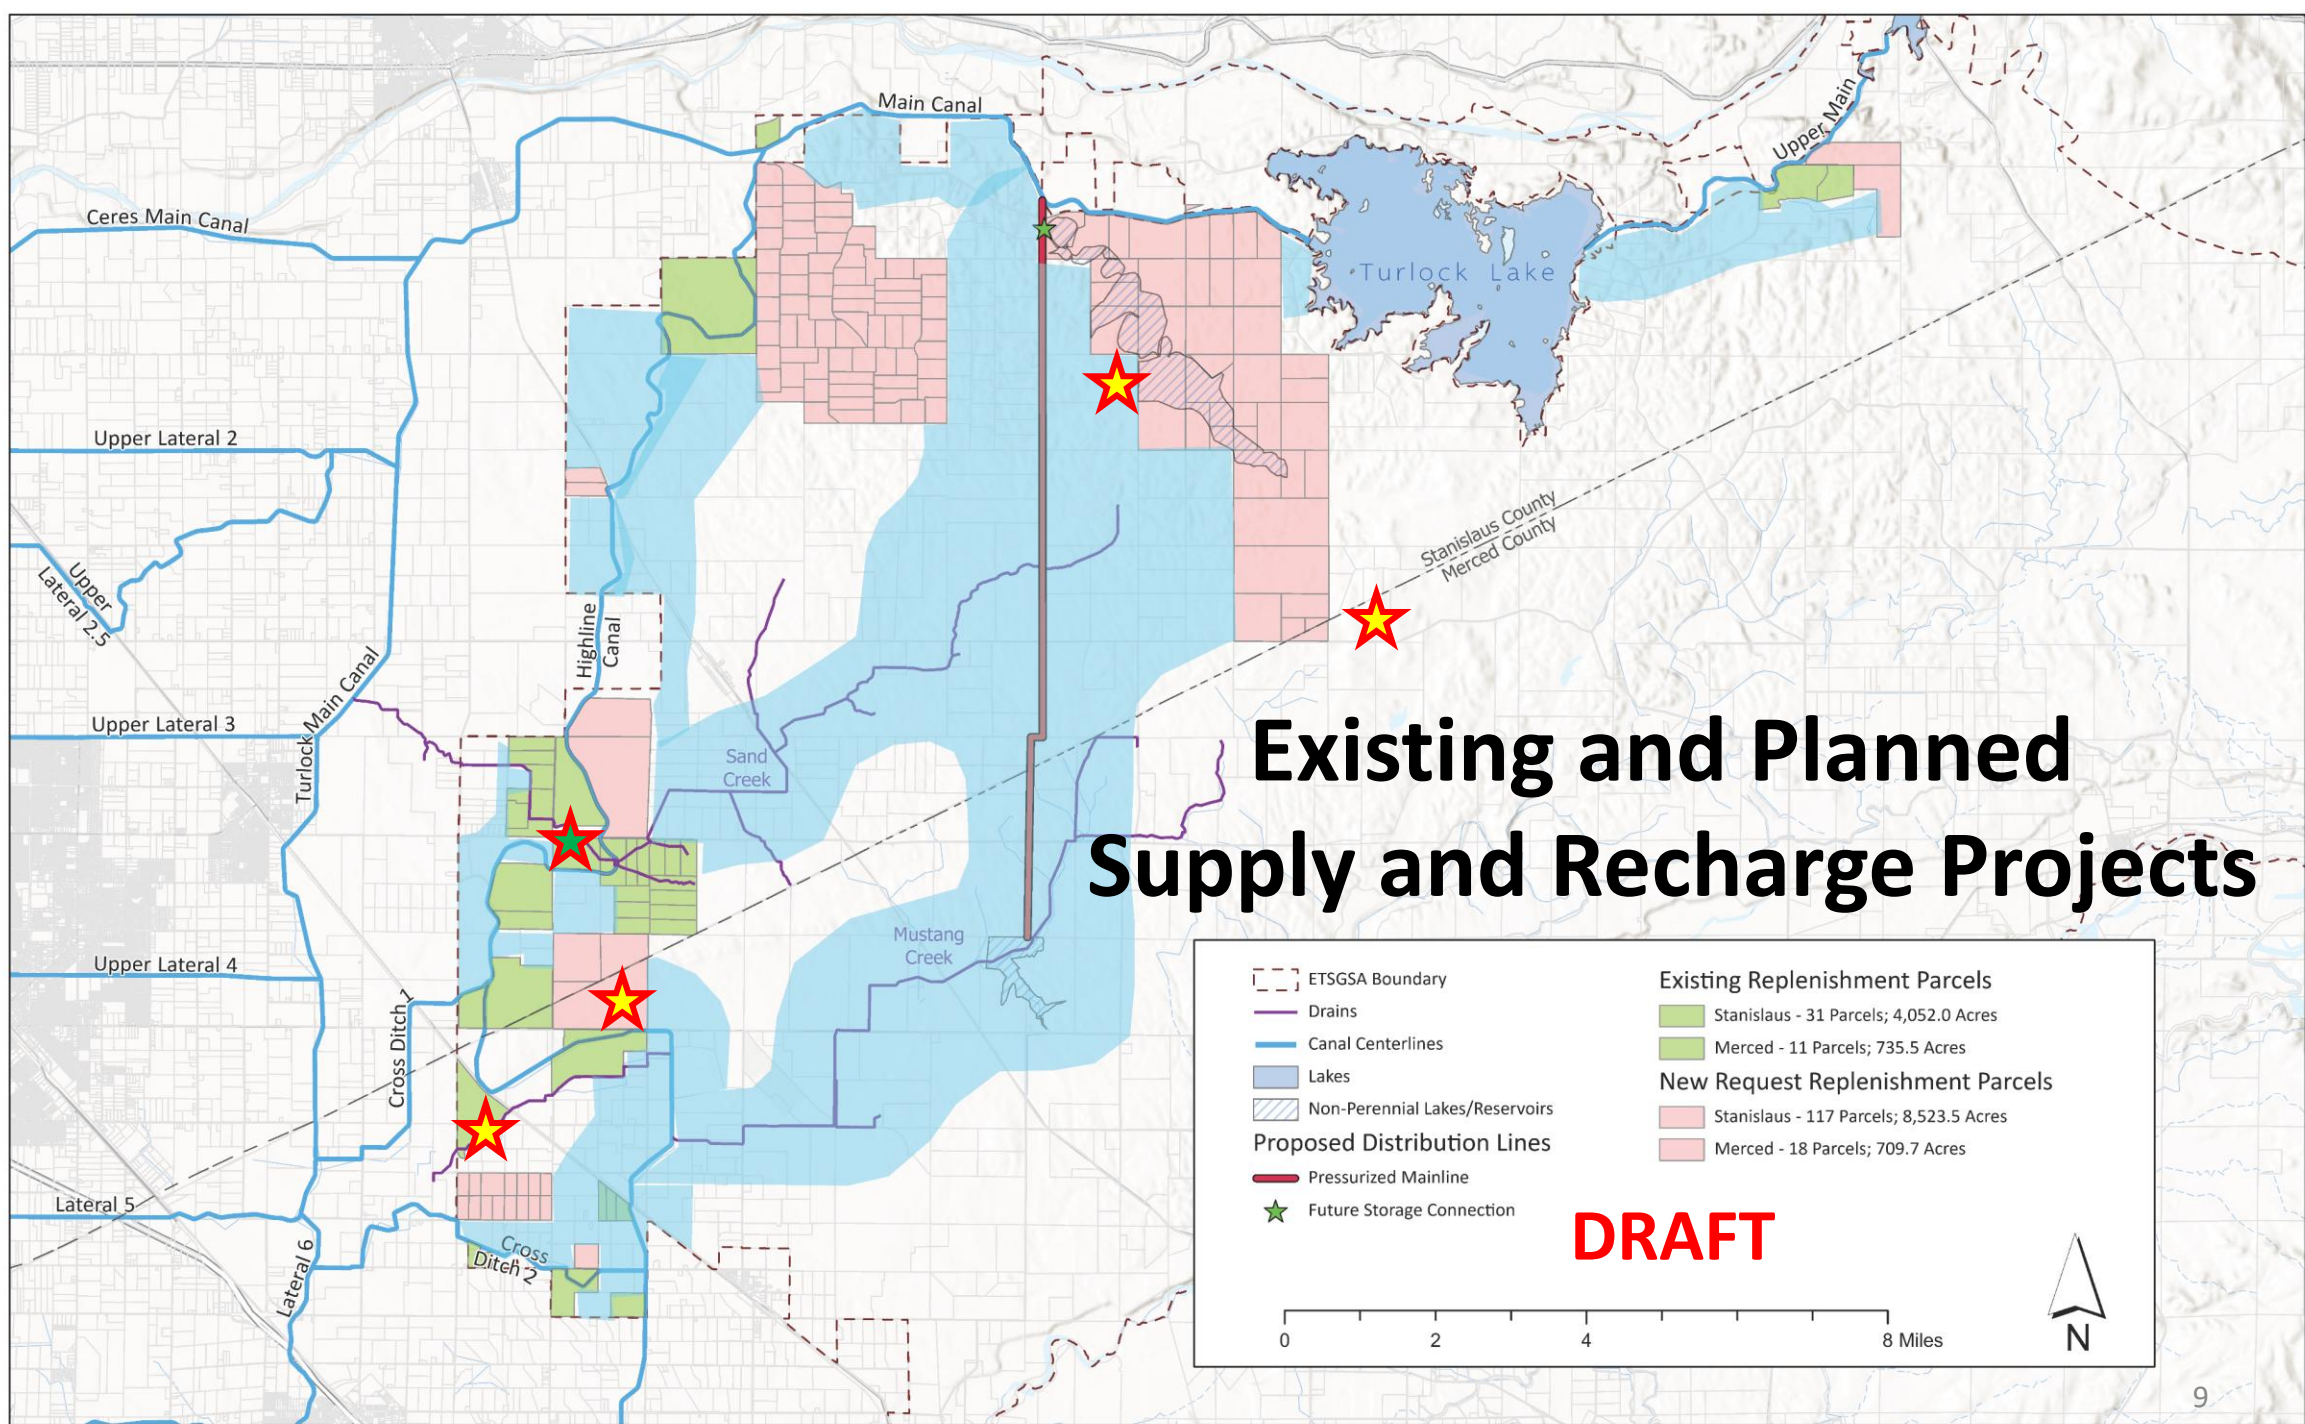 Main Canal
Upper Main
Ceres Main Canal
Turlock Lake
Upper Lateral 2
Stanislaus County
Merced County
Upper
Lateral 2.5
Highline
Canal
Turlock Main Canal
Upper Lateral 3
Sand
Creek
Existing and Planned
Supply and Recharge Projects
Mustang
Creek
Upper Lateral 4
Cross Ditch 1
Lateral 5
Cross
Ditch 2
Lateral 6
ETSGSA Boundary
Drains
Canal Centerlines
Lakes
Non-Perennial Lakes/Reservoirs
Proposed Distribution Lines
Pressurized Mainline
Future Storage Connection
Existing Replenishment Parcels
Stanislaus - 31 Parcels; 4,052.0 Acres
Merced - 11 Parcels; 735.5 Acres
New Request Replenishment Parcels
Stanislaus - 117 Parcels; 8,523.5 Acres
Merced - 18 Parcels; 709.7 Acres
DRAFT
0 2 4 8 Miles
N
9